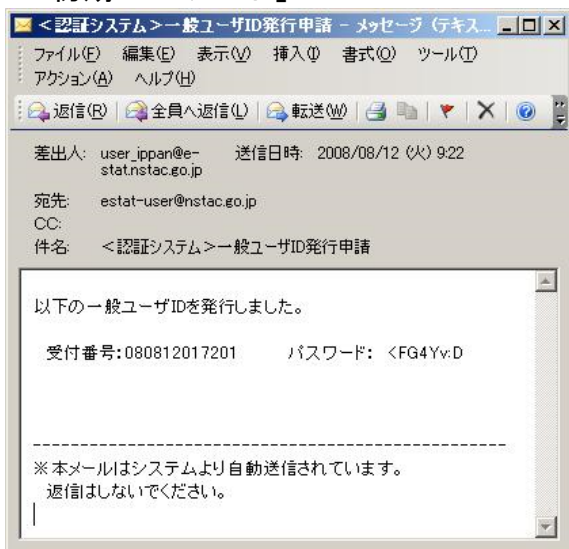 <認証システム>一般ユーザID発行申請 - メッセージ (テキス...
ファイル(F) 編集(E) 表示(V) 挿入(I) 書式(O) ツール(T)
アクション(A) ヘルプ(H)
返信(R) 全員へ返信(L) 転送(W)
差出人: user_ippan@e-stat.nstac.go.jp 送信日時: 2008/08/12 (火) 9:22
宛先: estat-user@nstac.go.jp
CC:
件名: <認証システム>一般ユーザID発行申請
以下の一般ユーザIDを発行しました。
受付番号:080812017201 パスワード: <FG4Yv:D
--------------------------------------------------
※本メールはシステムより自動送信されています。
返信はしないでください。